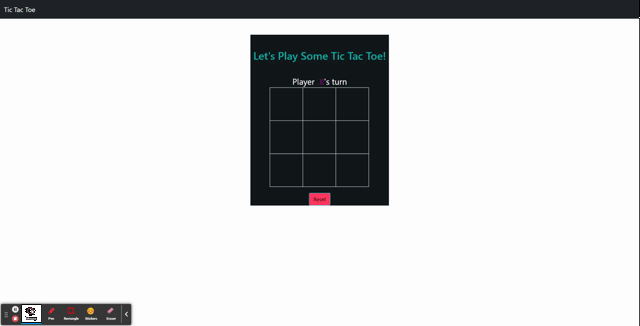 Tic Tac Toe
Let's Play Some Tic Tac Toe!
Player 's turn
Reset
Pen Rectangle Stickers Eraser